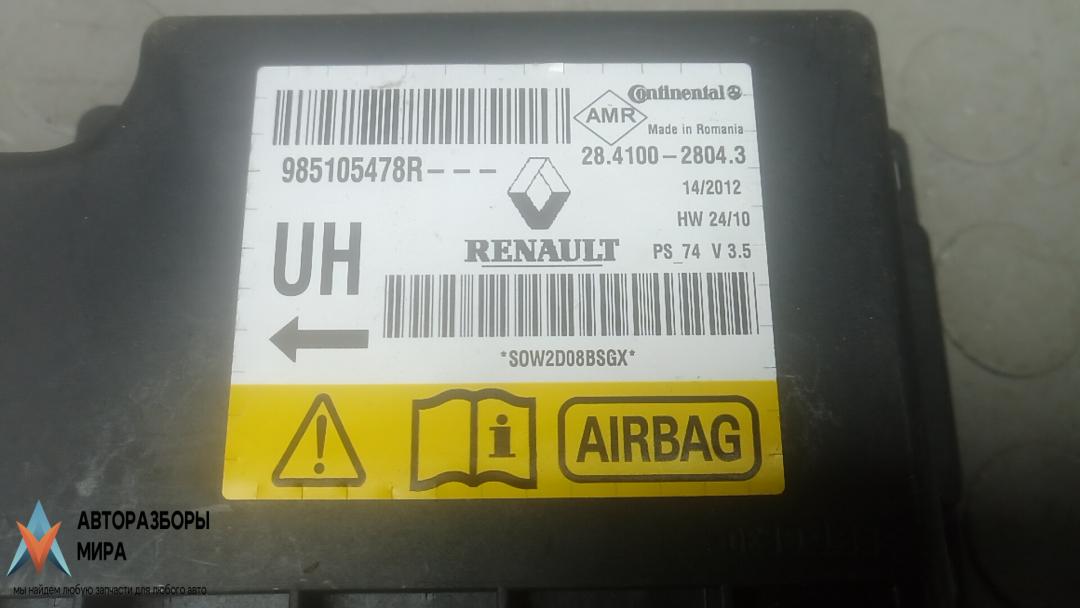 Continental
AMR
Made in Romania
985105478R---
28.4100-2804.3
14/2012
HW 24/10
UH
RENAULT
PS_74 V 3.5
*SOW2D08BSGX*
i
AIRBAG
АВТОРАЗБОРЫ
МИРА
мы найдем любую запчасти для любого авто